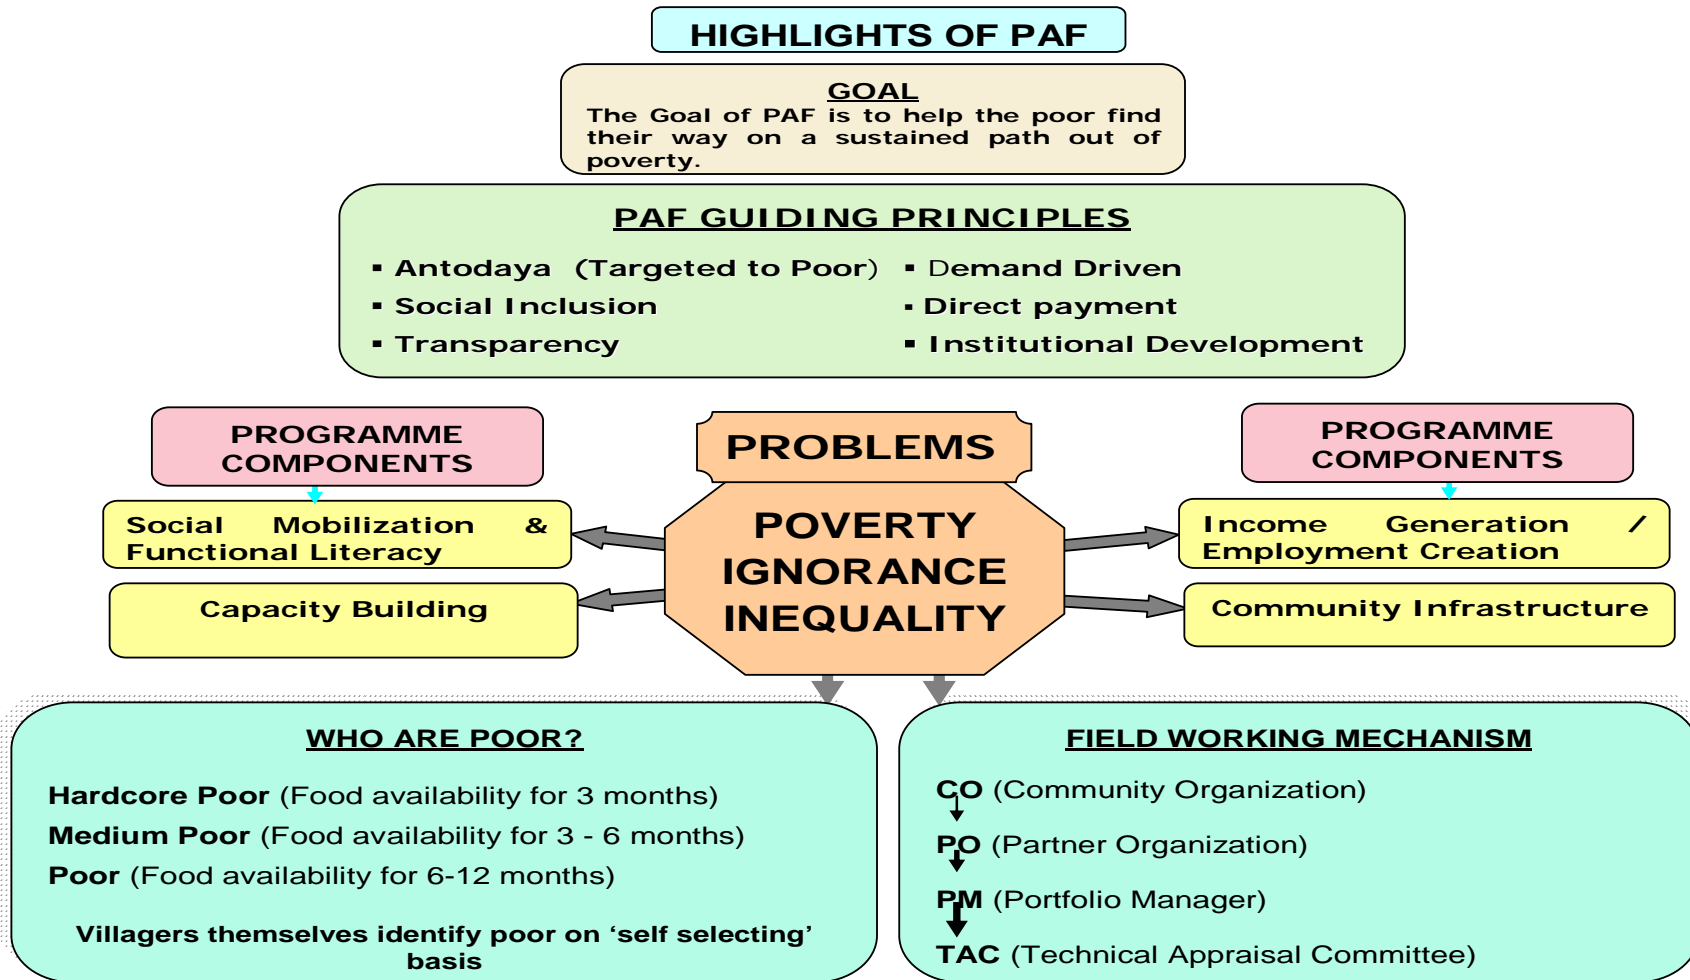 HIGHLIGHTS OF PAF
GOAL
The Goal of PAF is to help the poor find
their way on a sustained path out of
poverty.
PAF GUIDING PRINCIPLES
▪ Antodaya (Targeted to Poor) ▪ Demand Driven
▪ Social Inclusion ▪ Direct payment
▪ Transparency ▪ Institutional Development
PROGRAMME
COMPONENTS
Social Mobilization &
Functional Literacy
Capacity Building
PROBLEMS
POVERTY
IGNORANCE
INEQUALITY
PROGRAMME
COMPONENTS
Income Generation /
Employment Creation
Community Infrastructure
WHO ARE POOR?
Hardcore Poor (Food availability for 3 months)
Medium Poor (Food availability for 3 - 6 months)
Poor (Food availability for 6-12 months)
Villagers themselves identify poor on ‘self selecting’
basis
FIELD WORKING MECHANISM
CO (Community Organization)
PO (Partner Organization)
PM (Portfolio Manager)
TAC (Technical Appraisal Committee)